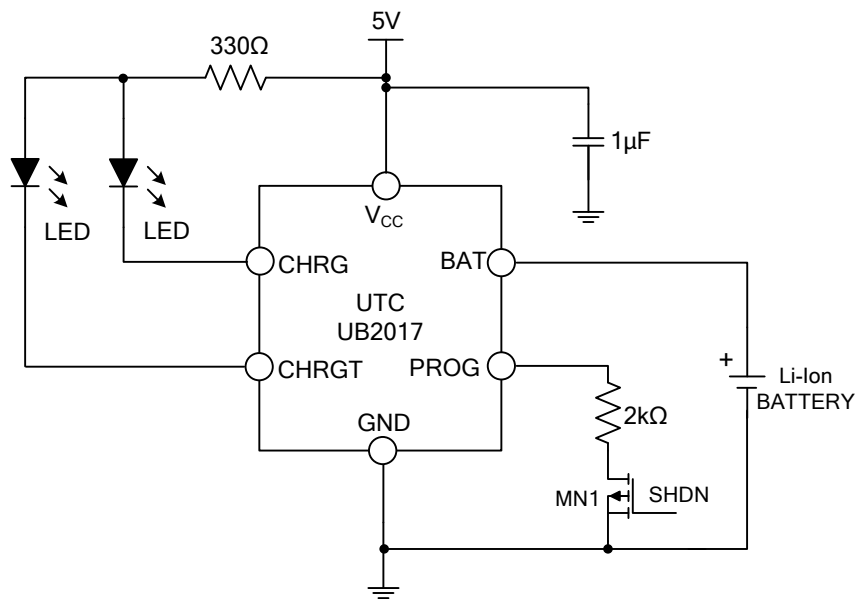 5V
330Ω
1μF
LED
LED
VCC
CHRG
BAT
UTC
UB2017
CHRGT
PROG
+
Li-Ion
BATTERY
2kΩ
GND
MN1
SHDN